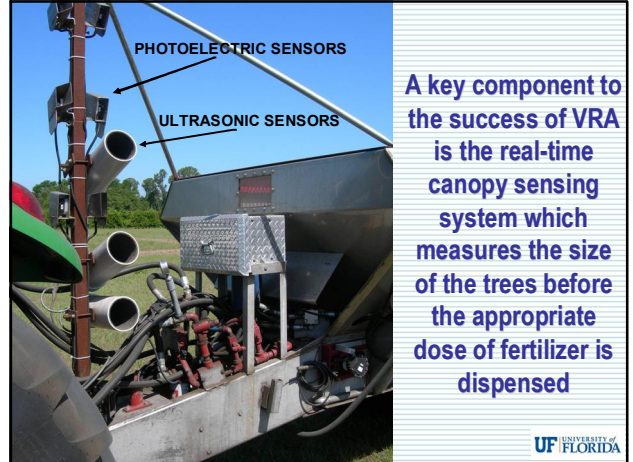 PHOTOELECTRIC SENSORS
ULTRASONIC SENSORS
A key component to
the success of VRA
is the real-time
canopy sensing
system which
measures the size
of the trees before
the appropriate
dose of fertilizer is
dispensed
UF UNIVERSITY of
FLORIDA